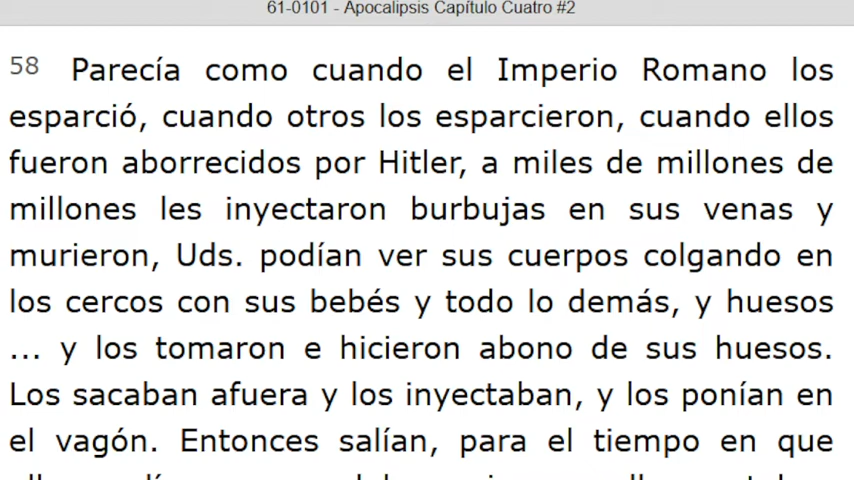 61-0101 - Apocalipsis Capítulo Cuatro #2
58 Parecía como cuando el Imperio Romano los
esparció, cuando otros los esparcieron, cuando ellos
fueron aborrecidos por Hitler, a miles de millones de
millones les inyectaron burbujas en sus venas y
murieron, Uds. podían ver sus cuerpos colgando en
los cercos con sus bebés y todo lo demás, y huesos
... y los tomaron e hicieron abono de sus huesos.
Los sacaban afuera y los inyectaban, y los ponían en
el vagón. Entonces salían, para el tiempo en que